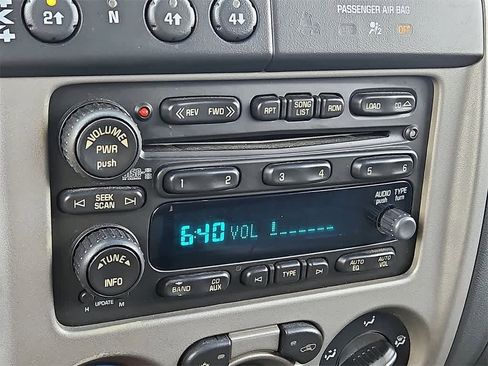 2↑ N 4↑ 4↓
PASSENGER AIR BAG
OFF
VOLUME
PWR
push
REV FWD
RPT SONG LIST RDM
LOAD CD
1 2 3 4 5 6
SEEK
SCAN
AUDIO TYPE
push turn
6:40 VOL
TUNE
INFO
H UPDATE M
BAND CD AUX TYPE AUTO EQ AUTO VOL